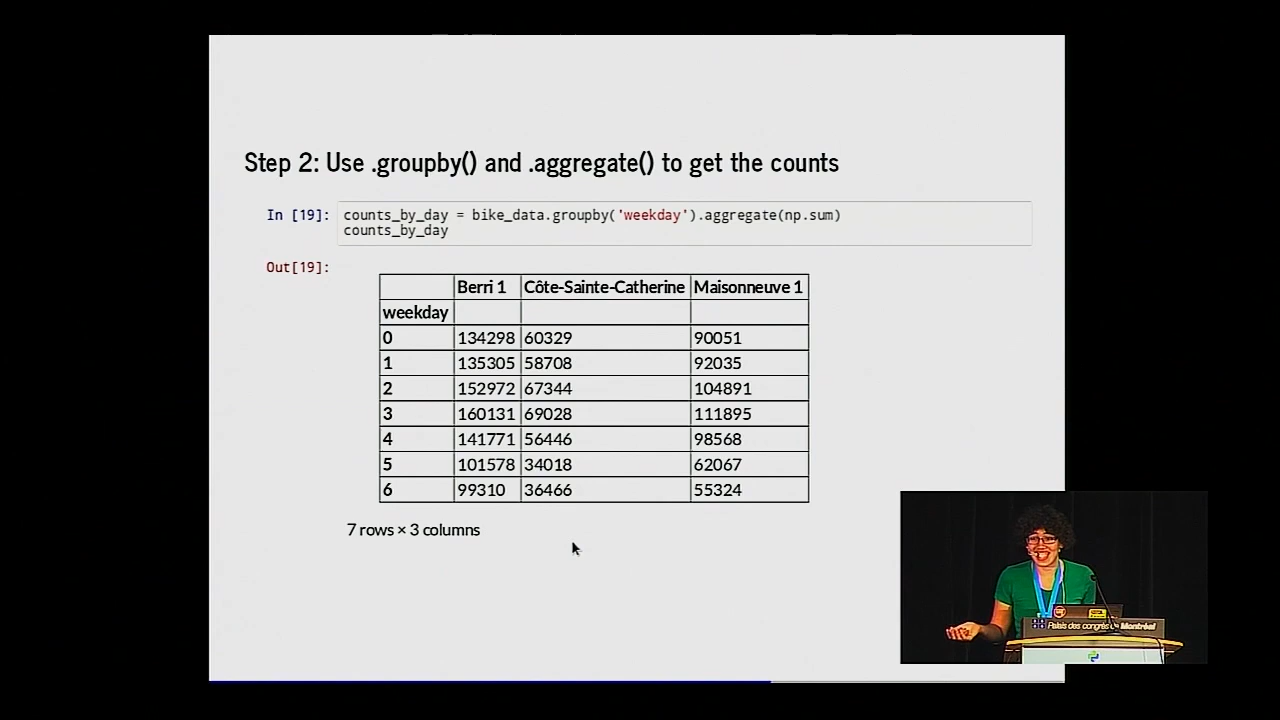 Step 2: Use .groupby() and .aggregate() to get the counts
In [19]: counts_by_day = bike_data.groupby('weekday').aggregate(np.sum)
counts_by_day
Out[19]:
Berri 1 Côte-Sainte-Catherine Maisonneuve 1
weekday
0 134298 60329 90051
1 135305 58708 92035
2 152972 67344 104891
3 160131 69028 111895
4 141771 56446 98568
5 101578 34018 62067
6 99310 36466 55324
7 rows × 3 columns
Palais des congrès de Montréal